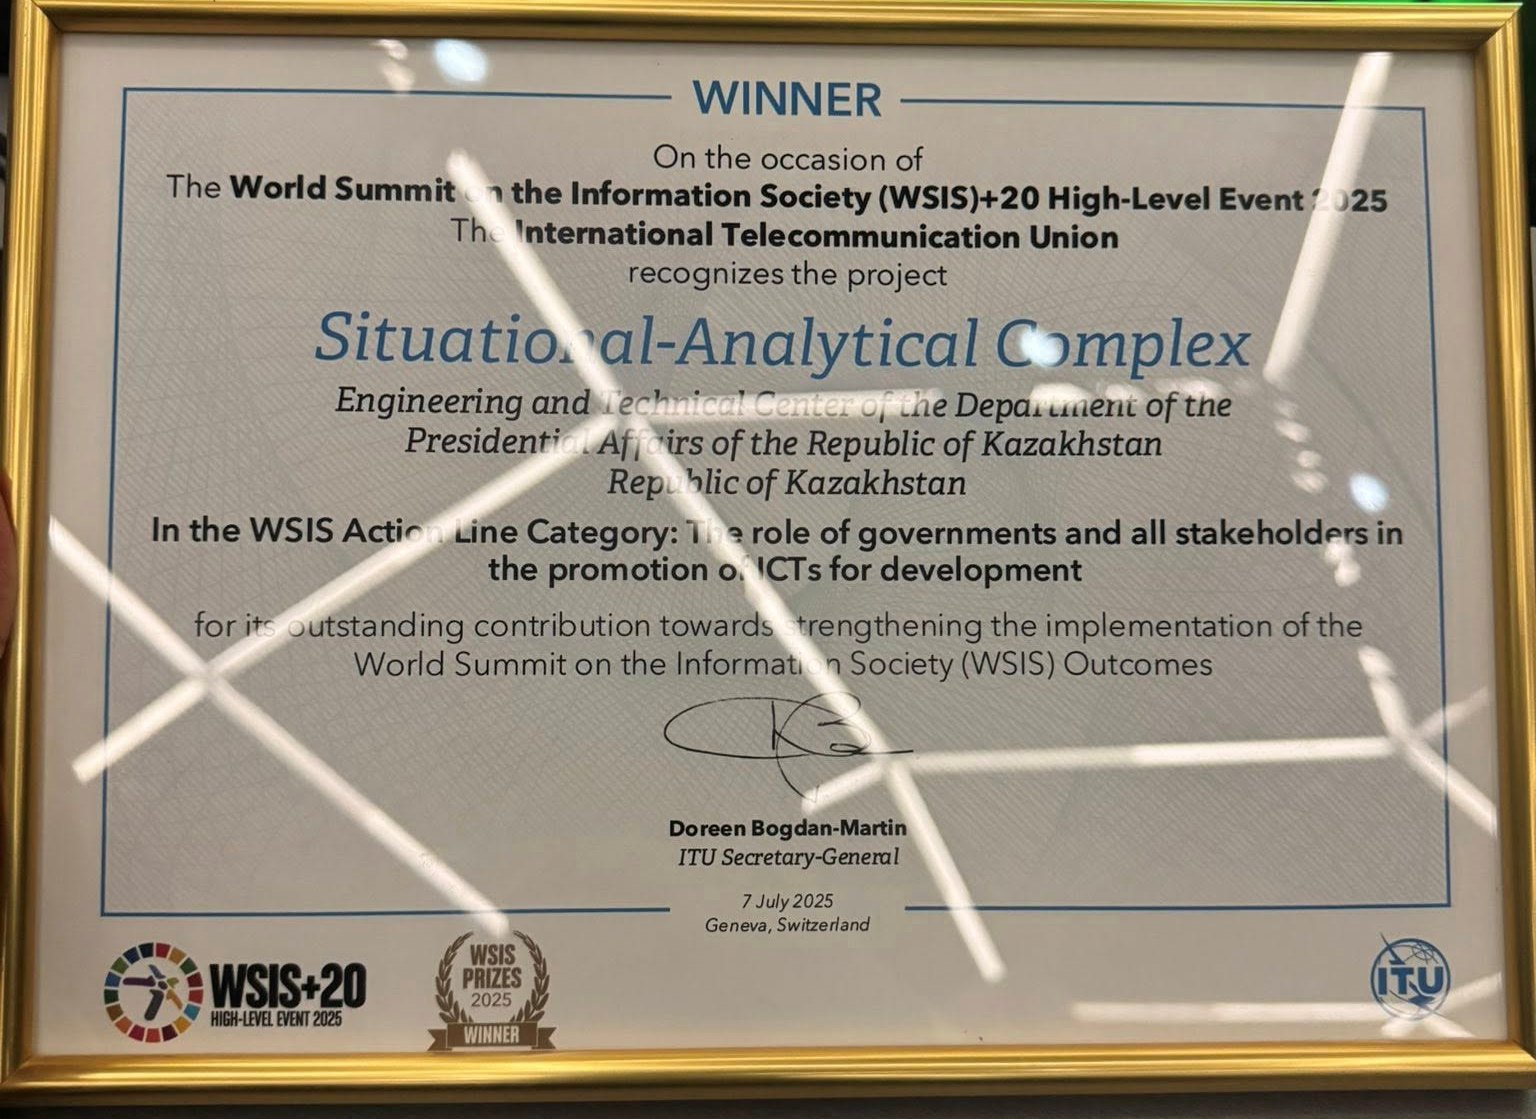 WINNER
On the occasion of
The World Summit on the Information Society (WSIS)+20 High-Level Event 2025
The International Telecommunication Union
recognizes the project
Situational-Analytical Complex
Engineering and Technical Center of the Department of the
Presidential Affairs of the Republic of Kazakhstan
Republic of Kazakhstan
In the WSIS Action Line Category: The role of governments and all stakeholders in
the promotion of ICTs for development
for its outstanding contribution towards strengthening the implementation of the
World Summit on the Information Society (WSIS) Outcomes
Doreen Bogdan-Martin
ITU Secretary-General
7 July 2025
Geneva, Switzerland
WSIS+20
HIGH-LEVEL EVENT 2025
WSIS
PRIZES
2025
WINNER
ITU